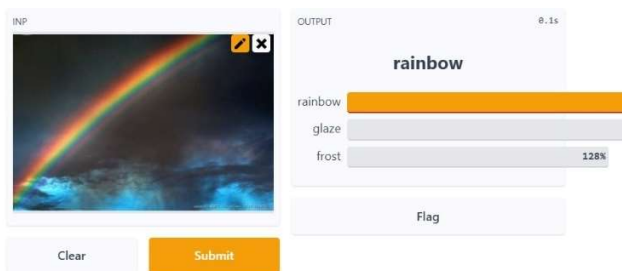 INP
OUTPUT 0.1s
rainbow
rainbow
glaze
frost 128%
Flag
Clear Submit